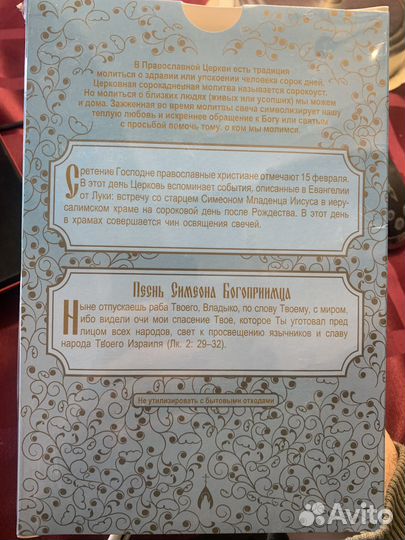 В Православной Церкви есть традиция
молиться о здравии или упокоении человека сорок дней.
Церковная сорокадневная молитва называется сорокоуст.
Но молиться о близких людях (живых или усопших) мы можем
и дома. Зажженная во время молитвы свеча символизирует нашу
теплую любовь и искреннее обращение к Богу или святым
с просьбой помочь тому, о ком мы молимся.
Сретение Господне православные христиане отмечают 15 февраля.
В этот день Церковь вспоминает события, описанные в Евангелии
от Луки: встречу со старцем Симеоном Младенца Иисуса в иеру-
салимском храме на сороковой день после Рождества. В этот день
в храмах совершается чин освящения свечей.
Песнь Симеона Богоприимца
Ныне отпускаешь раба Твоего, Владыко, по слову Твоему, с миром,
ибо видели очи мои спасение Твое, которое Ты уготовал пред
лицом всех народов, свет к просвещению язычников и славу
народа Твоего Израиля (Лк. 2: 29–32).
Не утилизировать с бытовыми отходами
Avito